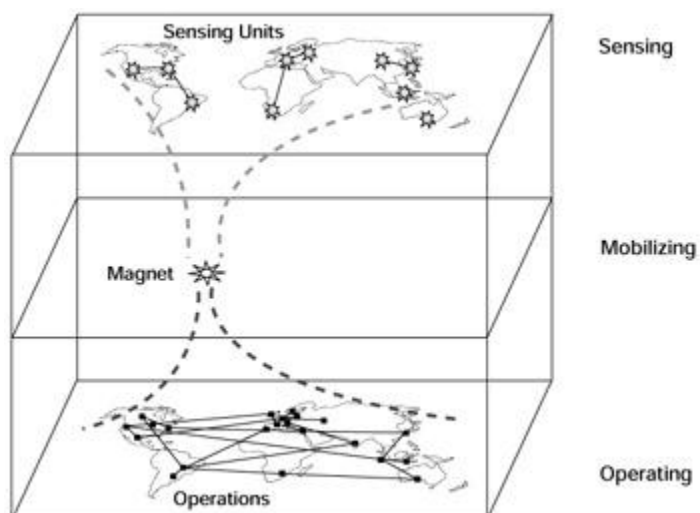 Sensing Units
Sensing
Magnet
Mobilizing
Operations
Operating